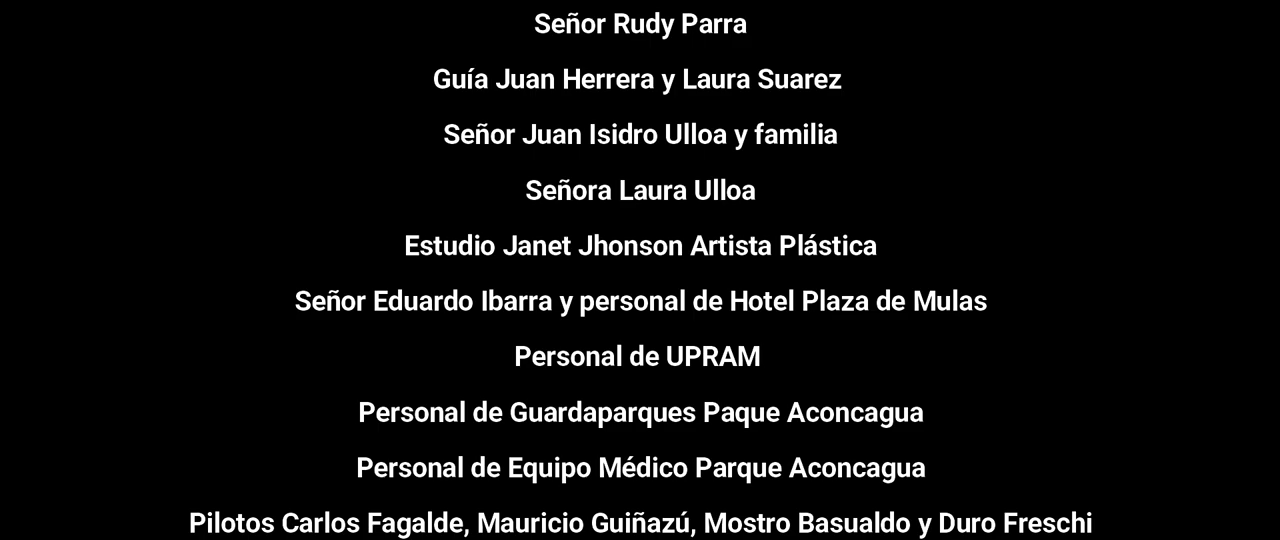 Señor Rudy Parra
Guía Juan Herrera y Laura Suarez
Señor Juan Isidro Ulloa y familia
Señora Laura Ulloa
Estudio Janet Jhonson Artista Plástica
Señor Eduardo Ibarra y personal de Hotel Plaza de Mulas
Personal de UPRAM
Personal de Guardaparques Paque Aconcagua
Personal de Equipo Médico Parque Aconcagua
Pilotos Carlos Fagalde, Mauricio Guiñazú, Mostro Basualdo y Duro Freschi